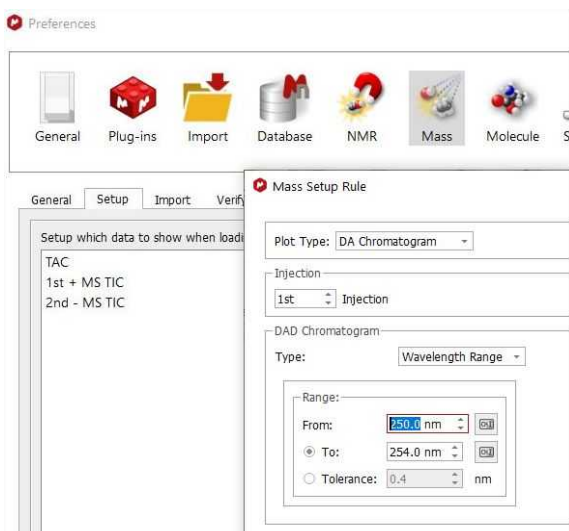 Preferences
General Plug-ins Import Database NMR Mass Molecule S
General Setup Import Verify
Setup which data to show when loadi
TAC
1st + MS TIC
2nd - MS TIC
Mass Setup Rule
Plot Type: DA Chromatogram
Injection
1st Injection
DAD Chromatogram
Type: Wavelength Range
Range:
From: 250.0 nm
To: 254.0 nm
Tolerance: 0.4 nm